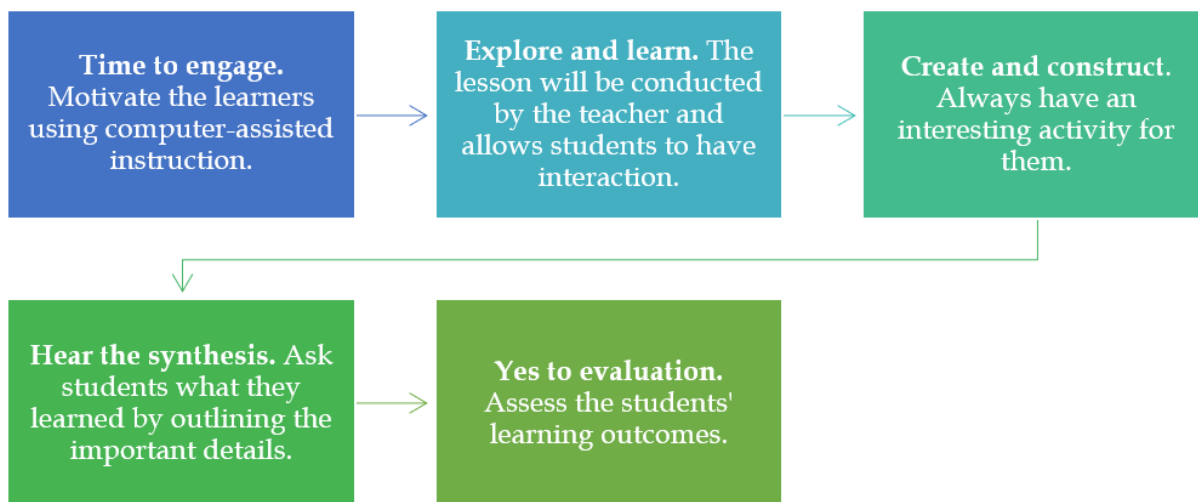 Time to engage.
Motivate the learners
using computer-assisted
instruction.
Explore and learn. The
lesson will be conducted
by the teacher and
allows students to have
interaction.
Create and construct.
Always have an
interesting activity for
them.
Hear the synthesis. Ask
students what they
learned by outlining the
important details.
Yes to evaluation.
Assess the students'
learning outcomes.